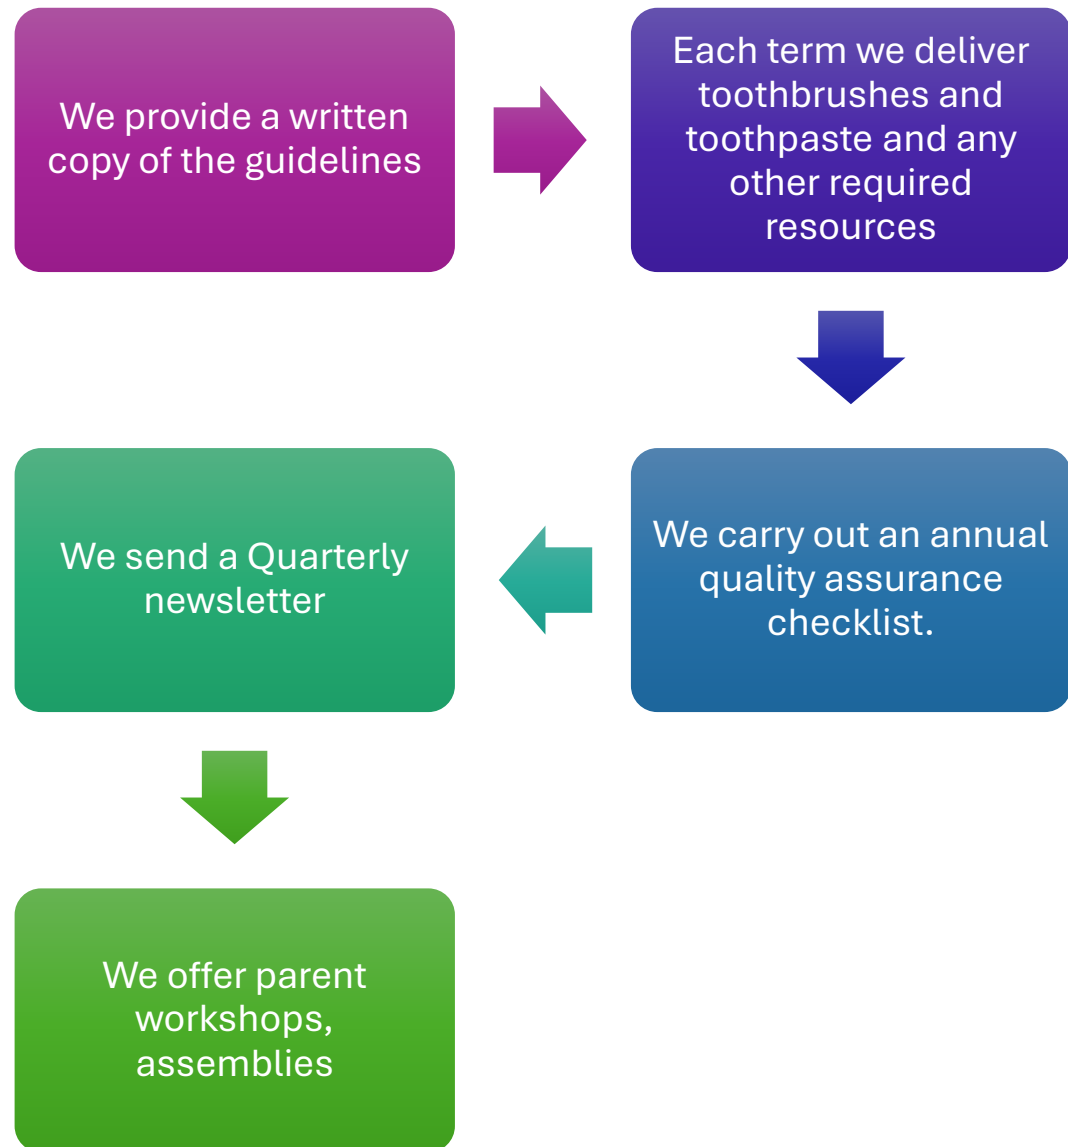 We provide a written
copy of the guidelines
Each term we deliver
toothbrushes and
toothpaste and any
other required
resources
We carry out an annual
quality assurance
checklist.
We send a Quarterly
newsletter
We offer parent
workshops,
assemblies